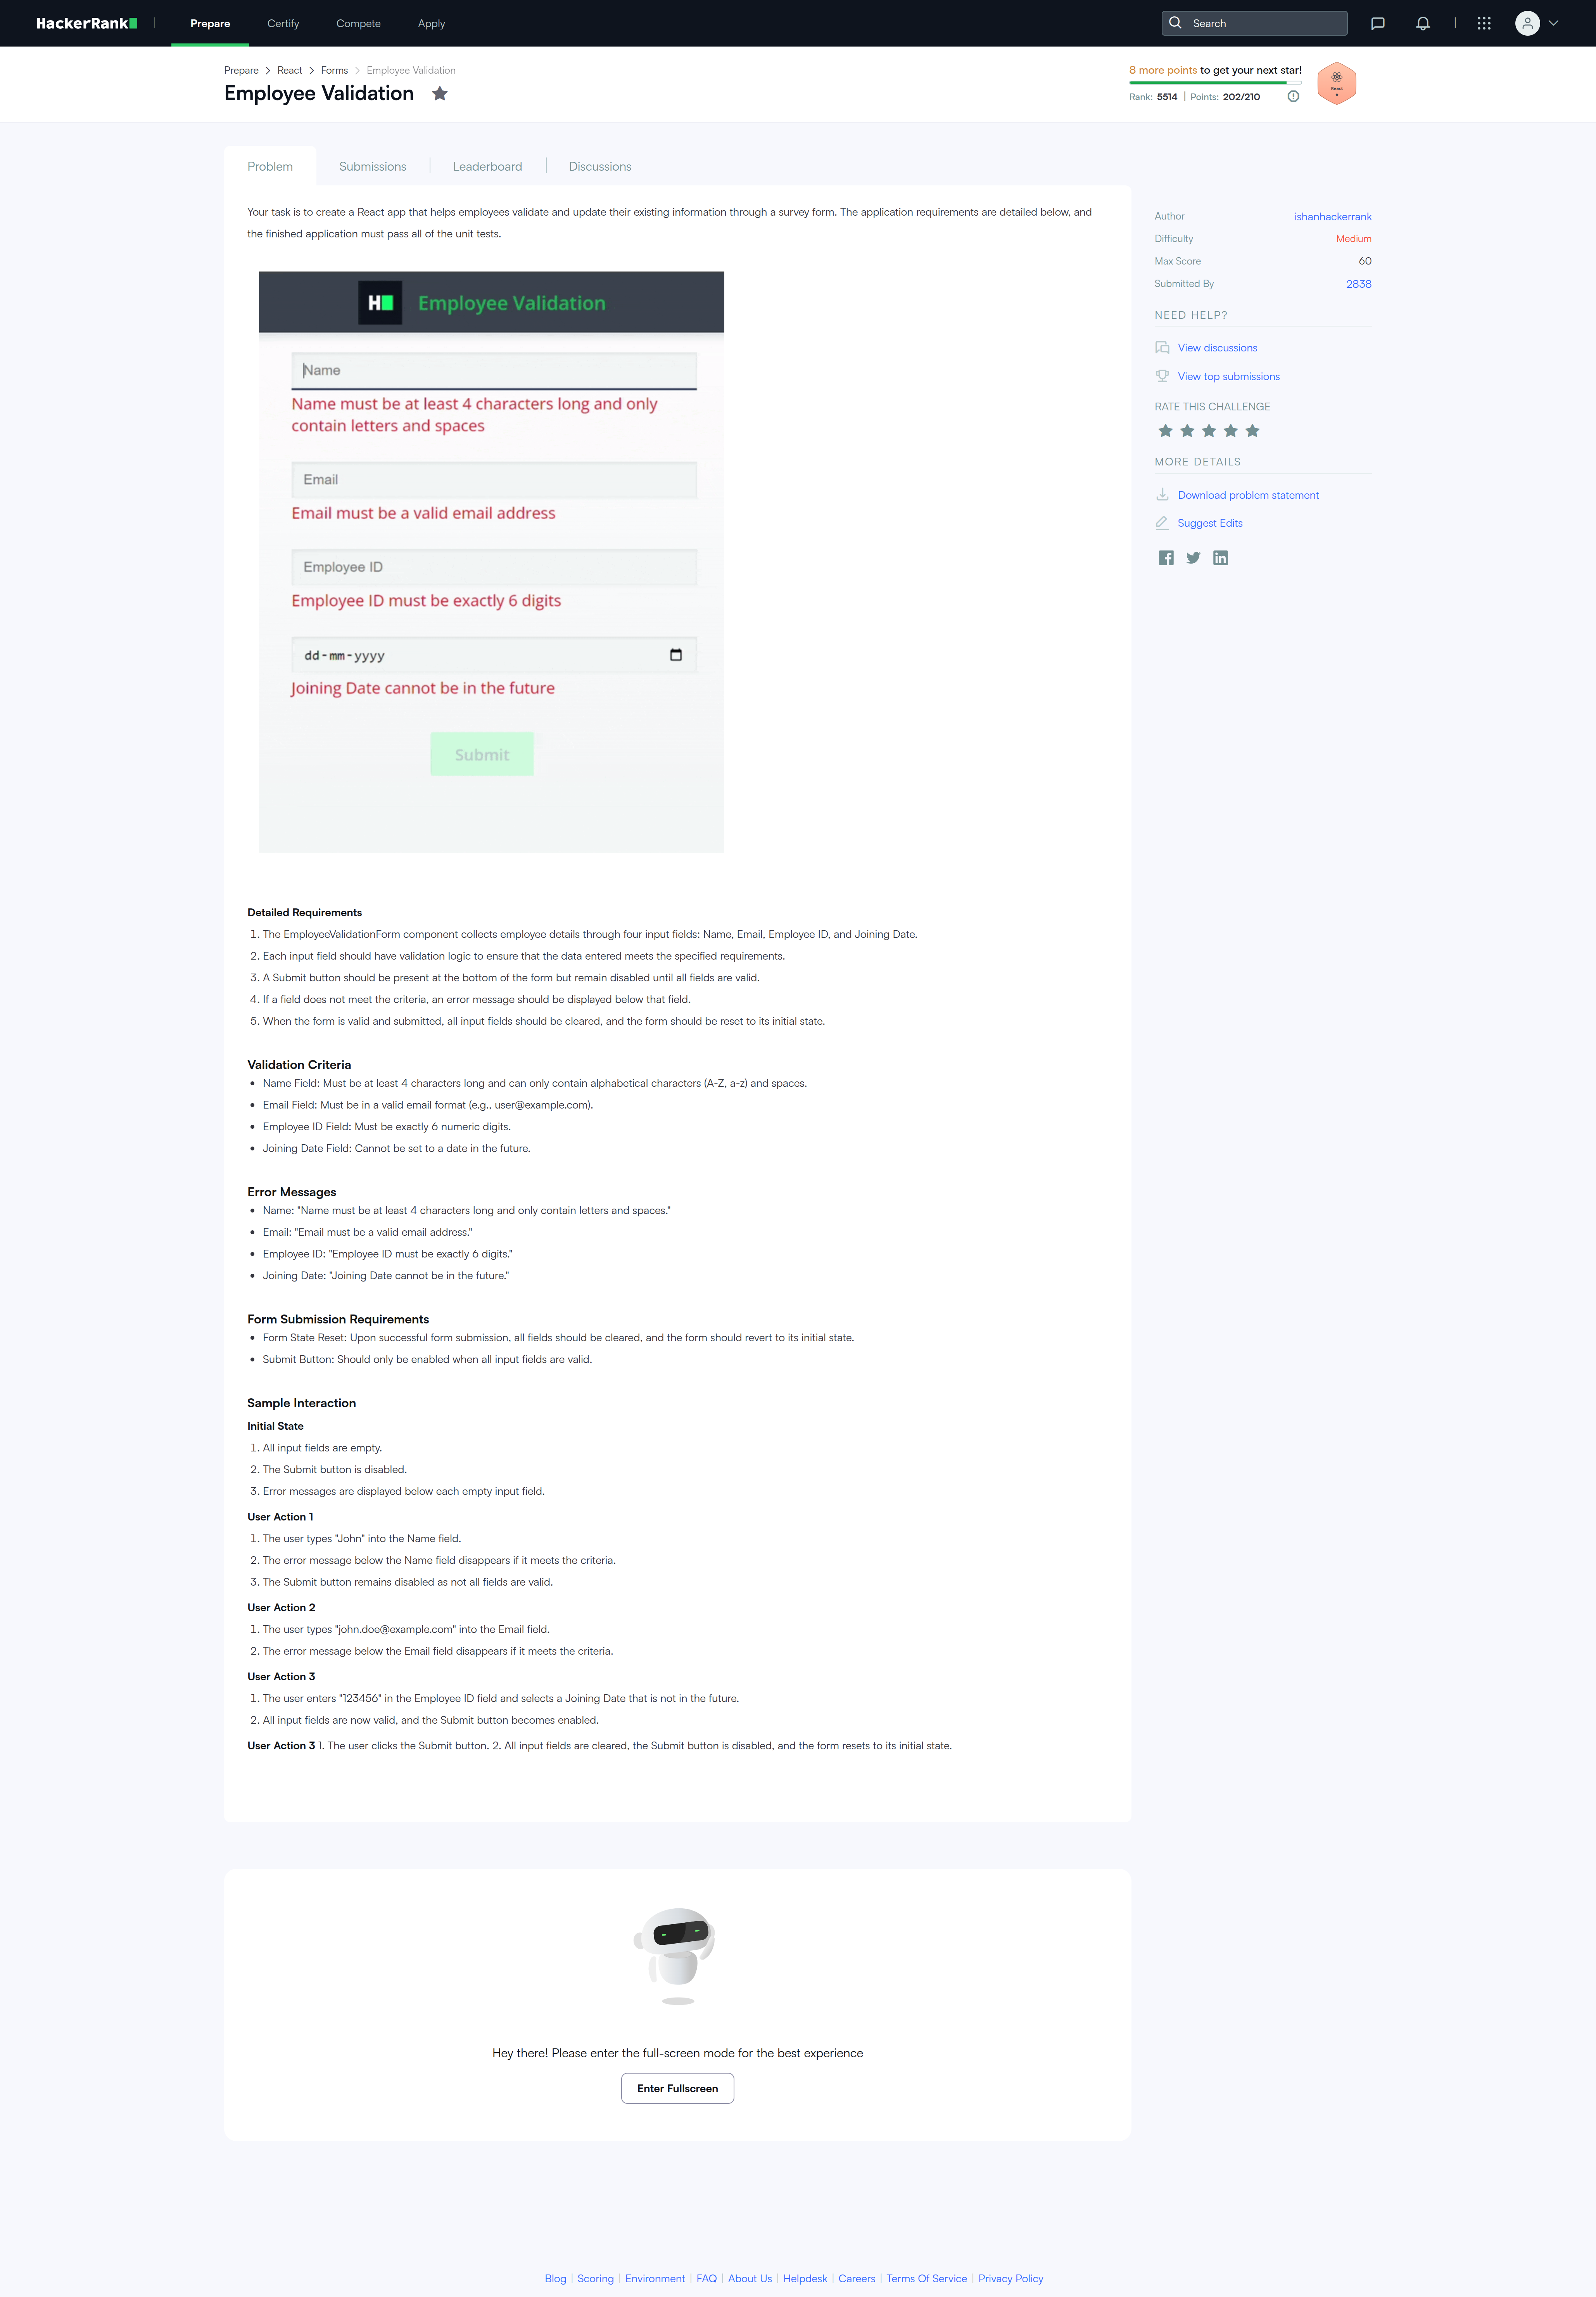 HackerRank
Prepare
Certify
Compete
Apply
Search
Prepare > React > Forms > Employee Validation
Employee Validation
8 more points to get your next star!
Rank: 5514 | Points: 202/210
React
Problem
Submissions
Leaderboard
Discussions
Your task is to create a React app that helps employees validate and update their existing information through a survey form. The application requirements are detailed below, and
the finished application must pass all of the unit tests.
H
Employee Validation
Name
Name must be at least 4 characters long and only
contain letters and spaces
Email
Email must be a valid email address
Employee ID
Employee ID must be exactly 6 digits
dd-mm-yyyy
Joining Date cannot be in the future
Submit
Detailed Requirements
1. The EmployeeValidationForm component collects employee details through four input fields: Name, Email, Employee ID, and Joining Date.
2. Each input field should have validation logic to ensure that the data entered meets the specified requirements.
3. A Submit button should be present at the bottom of the form but remain disabled until all fields are valid.
4. If a field does not meet the criteria, an error message should be displayed below that field.
5. When the form is valid and submitted, all input fields should be cleared, and the form should be reset to its initial state.
Validation Criteria
• Name Field: Must be at least 4 characters long and can only contain alphabetical characters (A-Z, a-z) and spaces.
• Email Field: Must be in a valid email format (e.g., user@example.com).
• Employee ID Field: Must be exactly 6 numeric digits.
• Joining Date Field: Cannot be set to a date in the future.
Error Messages
• Name: "Name must be at least 4 characters long and only contain letters and spaces."
• Email: "Email must be a valid email address."
• Employee ID: "Employee ID must be exactly 6 digits."
• Joining Date: "Joining Date cannot be in the future."
Form Submission Requirements
• Form State Reset: Upon successful form submission, all fields should be cleared, and the form should revert to its initial state.
• Submit Button: Should only be enabled when all input fields are valid.
Sample Interaction
Initial State
1. All input fields are empty.
2. The Submit button is disabled.
3. Error messages are displayed below each empty input field.
User Action 1
1. The user types "John" into the Name field.
2. The error message below the Name field disappears if it meets the criteria.
3. The Submit button remains disabled as not all fields are valid.
User Action 2
1. The user types "john.doe@example.com" into the Email field.
2. The error message below the Email field disappears if it meets the criteria.
User Action 3
1. The user enters "123456" in the Employee ID field and selects a Joining Date that is not in the future.
2. All input fields are now valid, and the Submit button becomes enabled.
User Action 3 1. The user clicks the Submit button. 2. All input fields are cleared, the Submit button is disabled, and the form resets to its initial state.
Author ishanhackerrank
Difficulty Medium
Max Score 60
Submitted By 2838
NEED HELP?
View discussions
View top submissions
RATE THIS CHALLENGE
MORE DETAILS
Download problem statement
Suggest Edits
Hey there! Please enter the full-screen mode for the best experience
Enter Fullscreen
Blog | Scoring | Environment | FAQ | About Us | Helpdesk | Careers | Terms Of Service | Privacy Policy